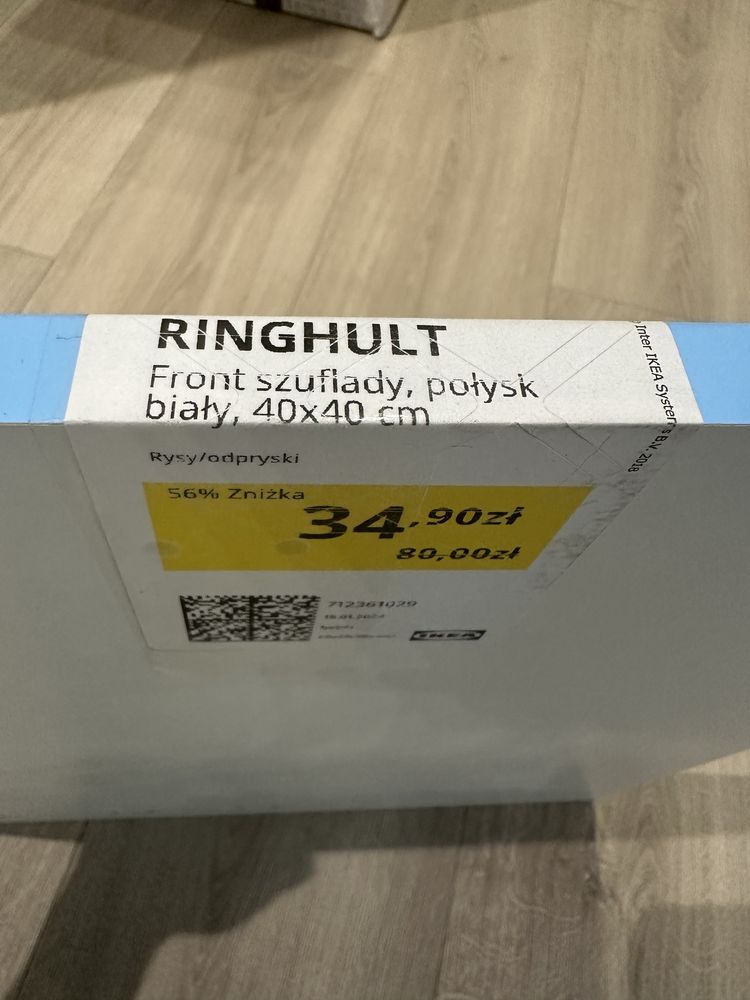 RINGHULT
Front szuflady, połysk
biały, 40x40 cm
Rysy/odpryski
56% Zniżka
34,90zł
80,00zł
712361029
IKEA
Inter IKEA Systems B.V. 2018